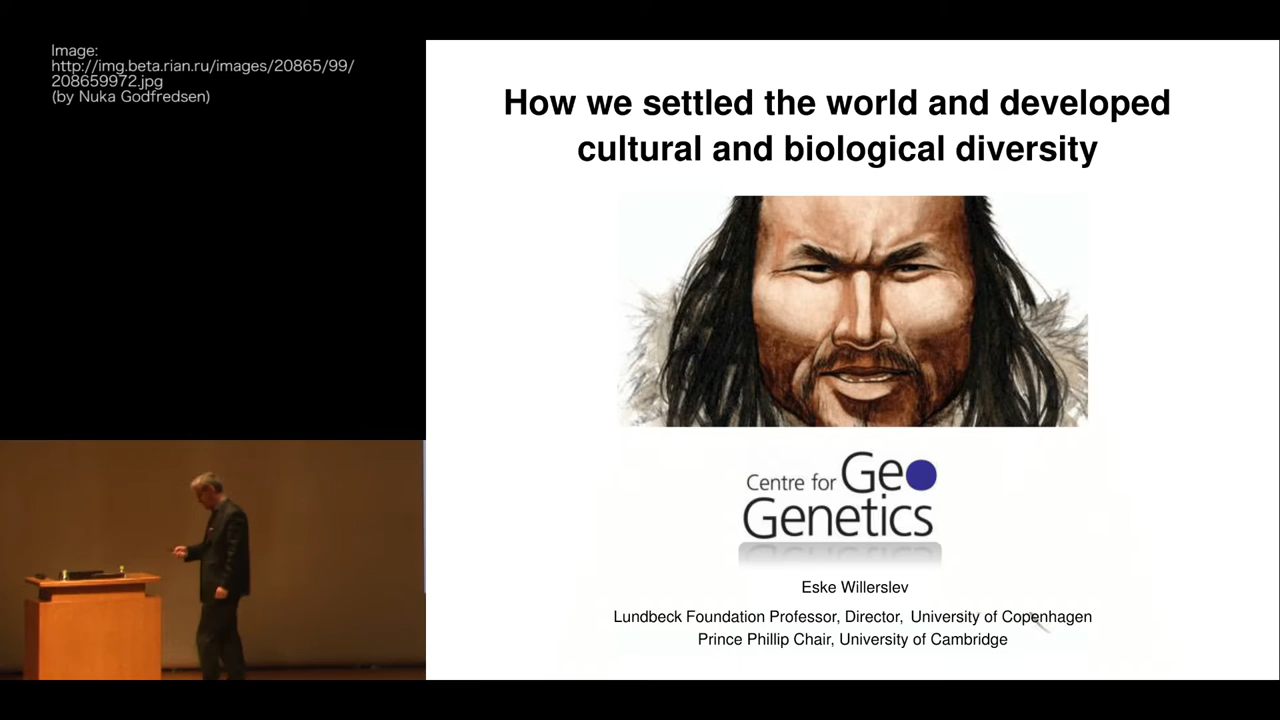 Image:
http://img.beta.rian.ru/images/20865/99/
208659972.jpg
(by Nuka Godfredsen)
How we settled the world and developed
cultural and biological diversity
Centre for Geo
Genetics
Eske Willerslev
Lundbeck Foundation Professor, Director, University of Copenhagen
Prince Phillip Chair, University of Cambridge